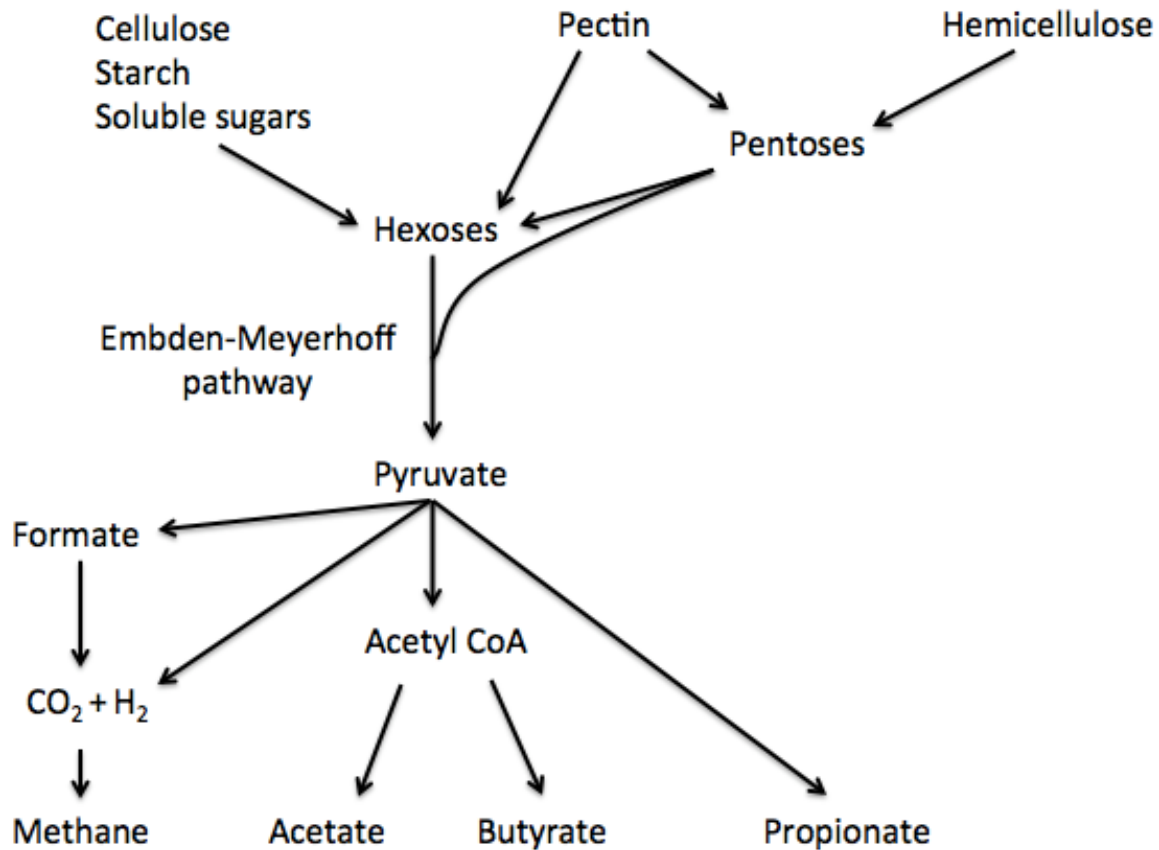 Cellulose
Starch
Soluble sugars
Pectin
Hemicellulose
Pentoses
Hexoses
Embden-Meyerhoff
pathway
Pyruvate
Formate
Acetyl CoA
CO₂ + H₂
Methane
Acetate
Butyrate
Propionate